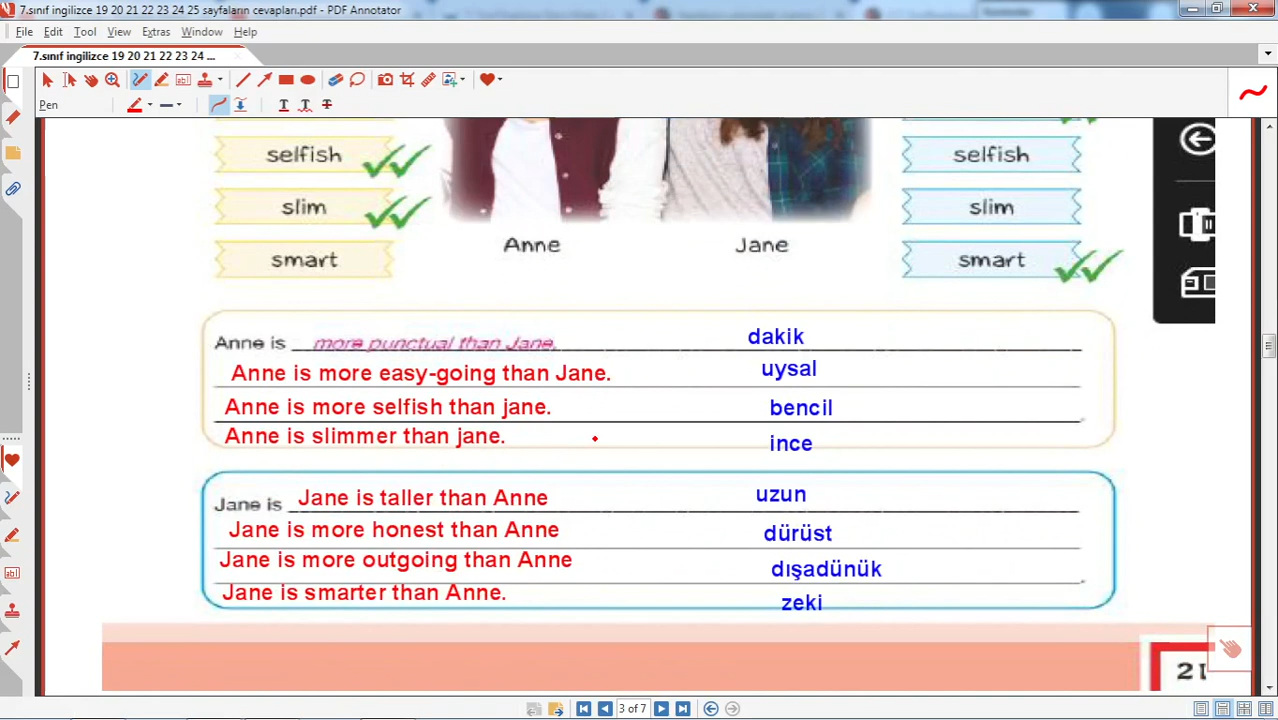 7.sınıf ingilizce 19 20 21 22 23 24 25 sayfaların cevapları.pdf - PDF Annotator
File Edit Tool View Extras Window Help
7.sınıf ingilizce 19 20 21 22 23 24 ...
Pen
selfish selfish
slim slim
smart Anne Jane smart
Anne is more punctual than Jane. dakik
Anne is more easy-going than Jane. uysal
Anne is more selfish than jane. bencil
Anne is slimmer than jane. ince
Jane is Jane is taller than Anne uzun
Jane is more honest than Anne dürüst
Jane is more outgoing than Anne dışadünük
Jane is smarter than Anne. zeki
21
3 of 7